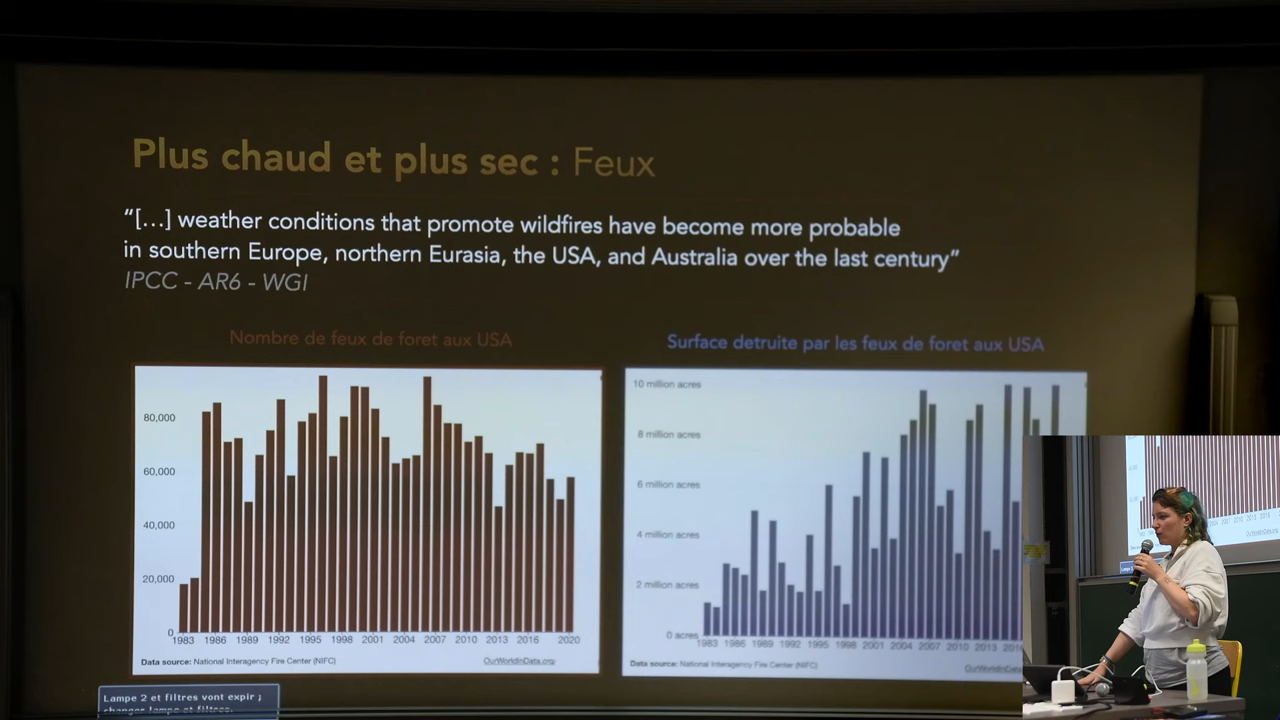 Plus chaud et plus sec : Feux
“[...] weather conditions that promote wildfires have become more probable
in southern Europe, northern Eurasia, the USA, and Australia over the last century”
IPCC - AR6 - WGI
Nombre de feux de foret aux USA
80,000
60,000
40,000
20,000
0
1983 1986 1989 1992 1995 1998 2001 2004 2007 2010 2013 2016 2020
Data source: National Interagency Fire Center (NIFC)
OurWorldInData.org
Surface detruite par les feux de foret aux USA
10 million acres
8 million acres
6 million acres
4 million acres
2 million acres
0 acres
1983 1986 1989 1992 1995 1998 2001 2004 2007 2010 2013
Data source: National Interagency Fire Center (NIFC)
OurWorldInData
Lampe 2 et filtres vont expir ;
changer lampe et filtres.